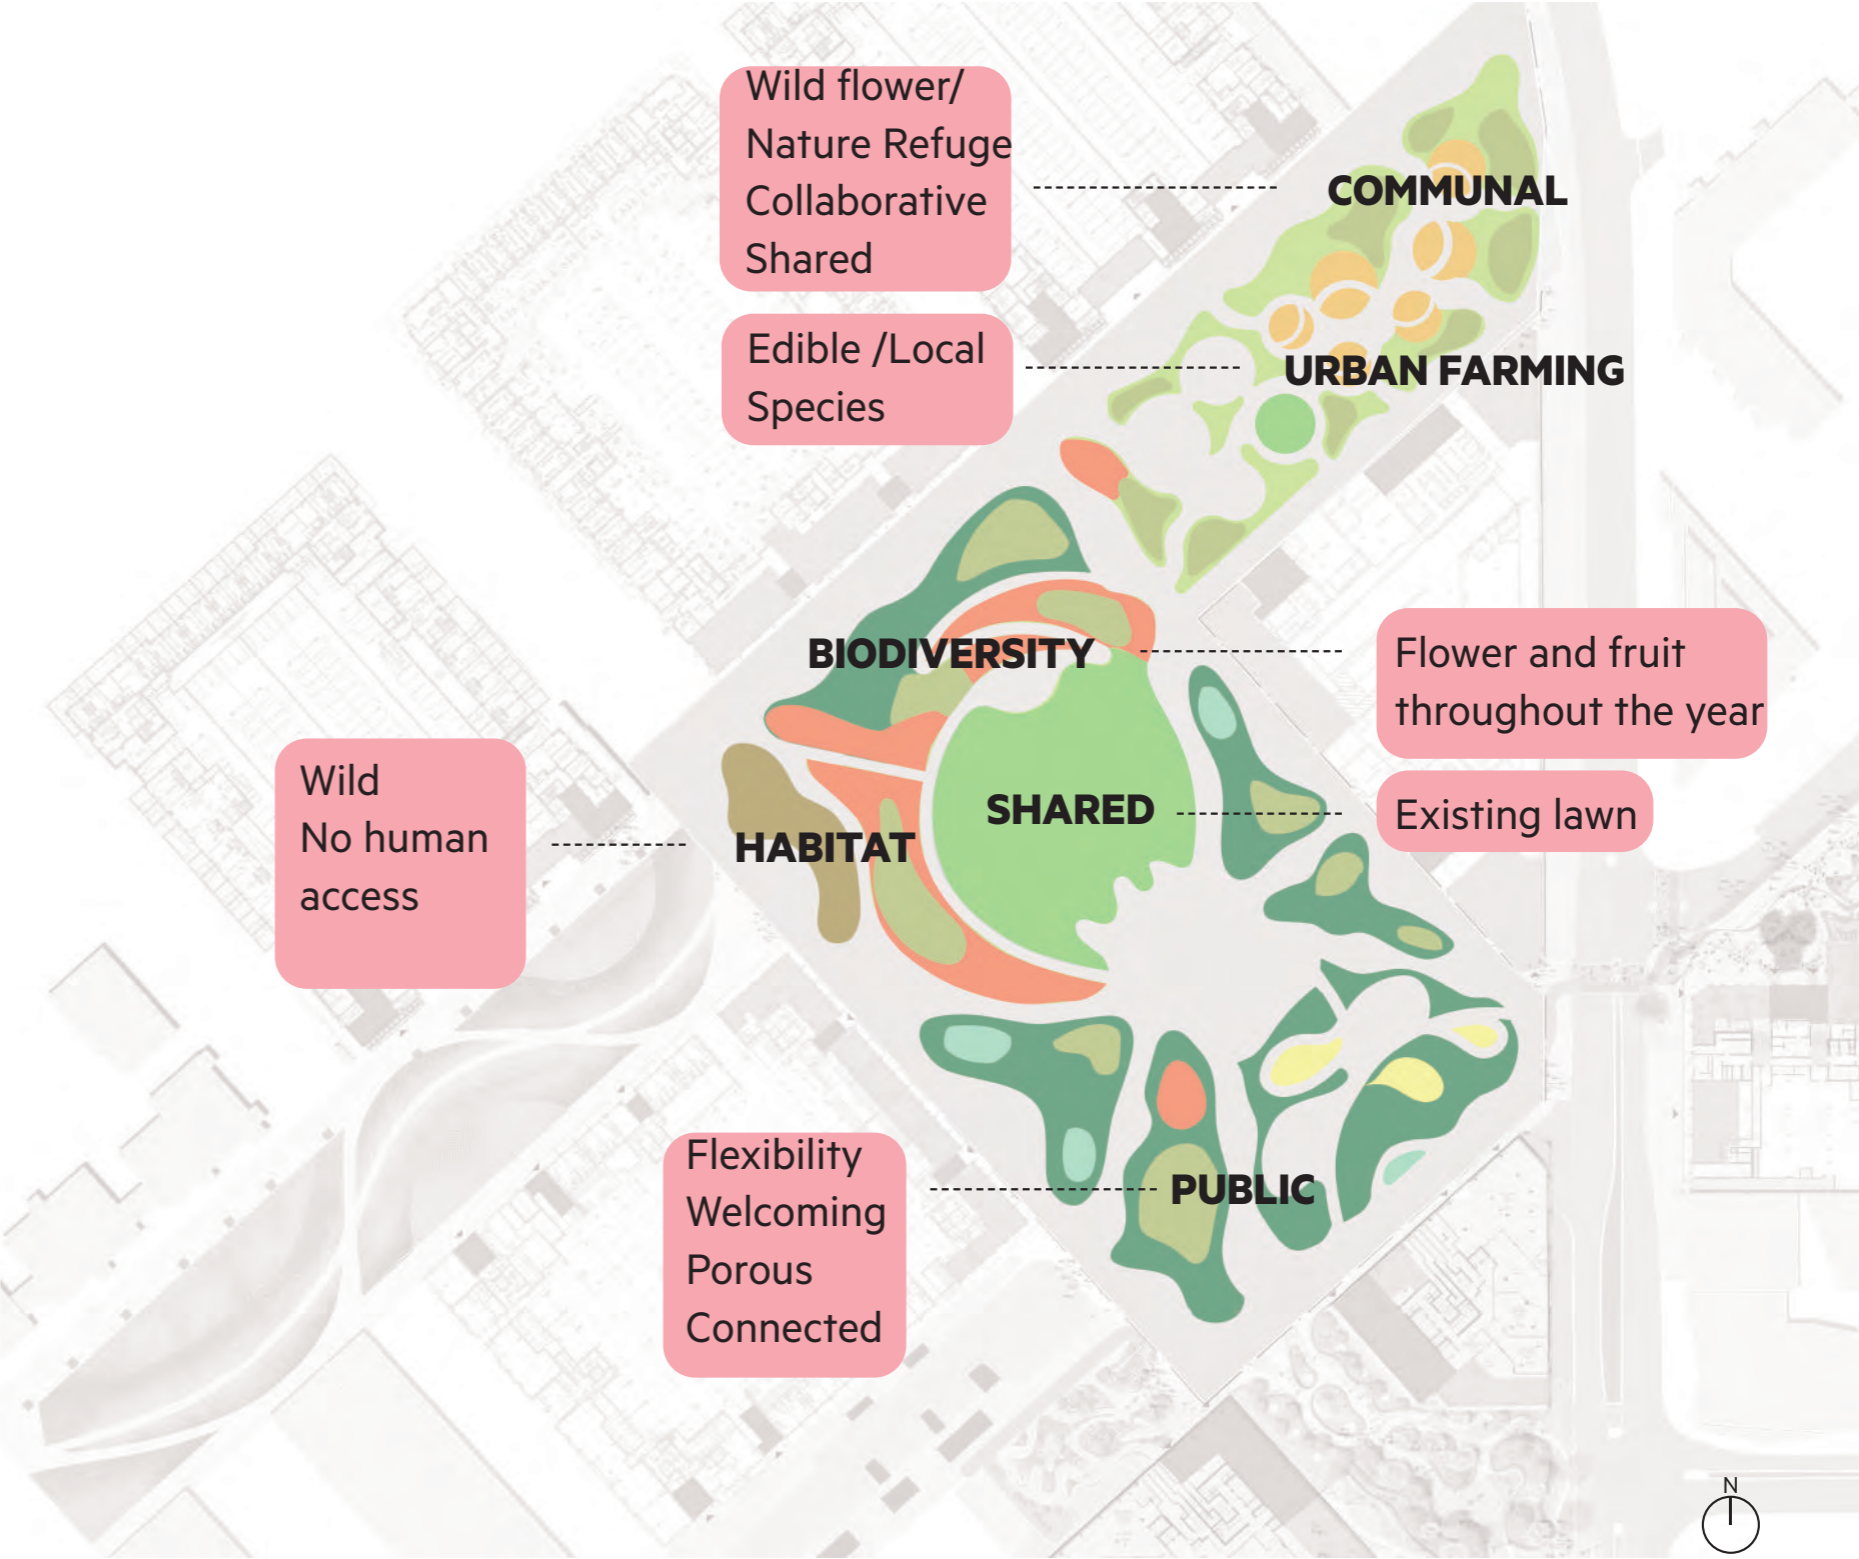 Wild flower/
Nature Refuge
Collaborative
Shared
COMMUNAL
Edible /Local
Species
URBAN FARMING
BIODIVERSITY
Flower and fruit
throughout the year
SHARED
Existing lawn
Wild
No human
access
HABITAT
Flexibility
Welcoming
Porous
Connected
PUBLIC
N